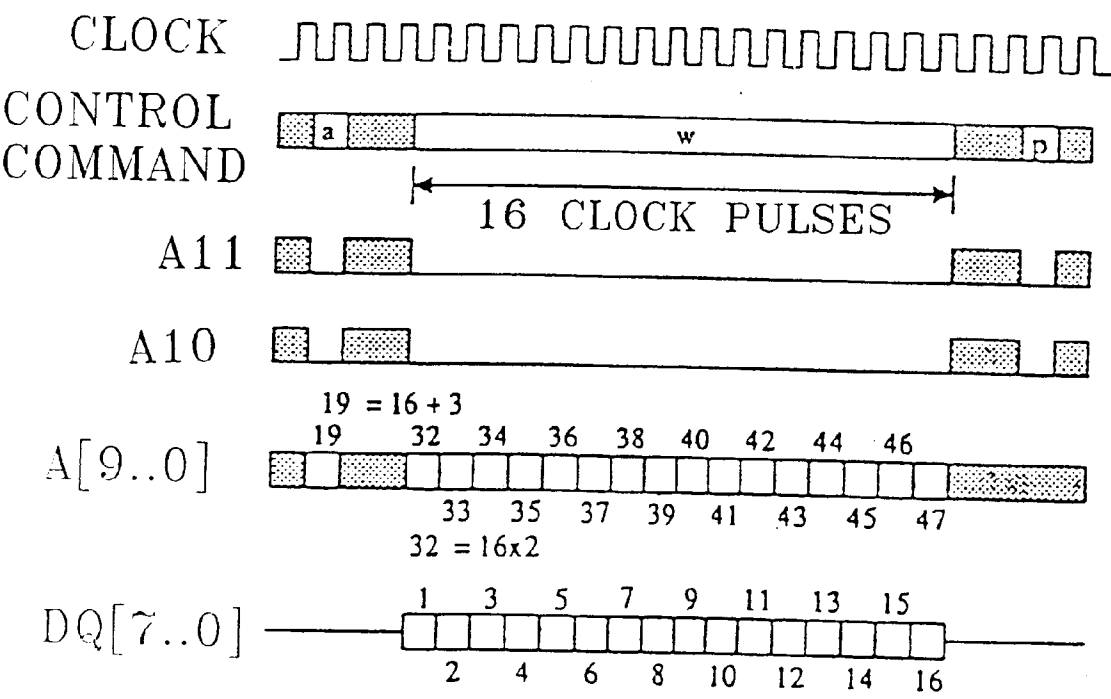 CLOCK
CONTROL
COMMAND
a w p
16 CLOCK PULSES
A11
A10
19 = 16 + 3
19 32 34 36 38 40 42 44 46
A[9..0]
33 35 37 39 41 43 45 47
32 = 16x2
1 3 5 7 9 11 13 15
DQ[7..0]
2 4 6 8 10 12 14 16